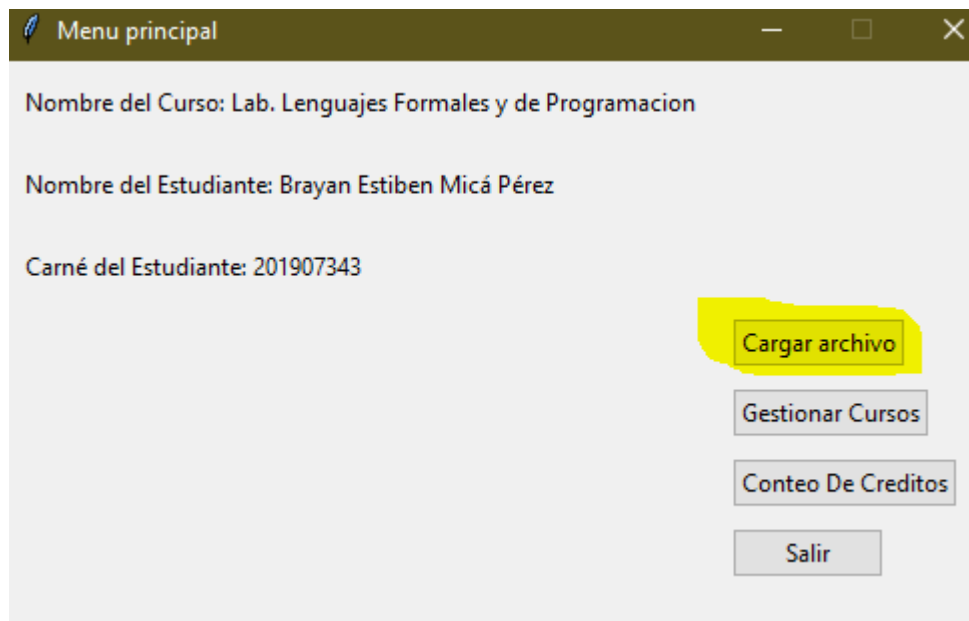 Menu principal
Nombre del Curso: Lab. Lenguajes Formales y de Programacion
Nombre del Estudiante: Brayan Estiben Micá Pérez
Carné del Estudiante: 201907343
Cargar archivo
Gestionar Cursos
Conteo De Creditos
Salir